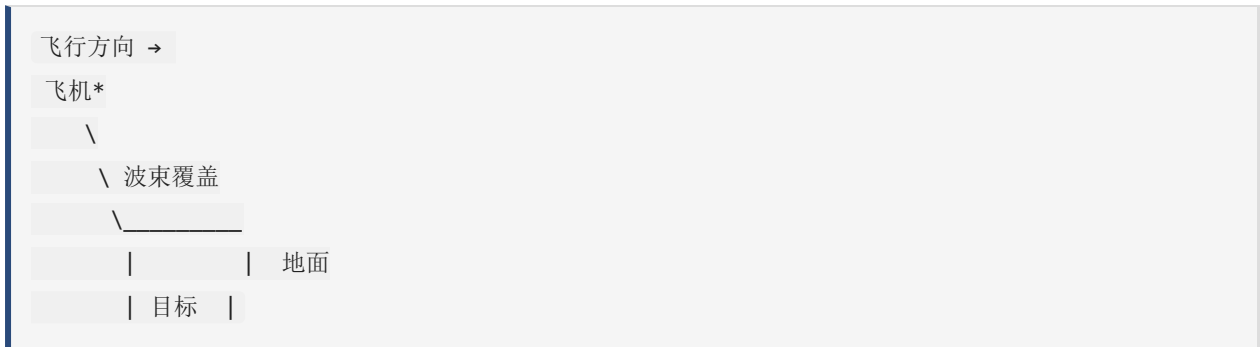 飞行方向 →
飞机*
\
\ 波束覆盖
\_________
|         |  地面
| 目标  |